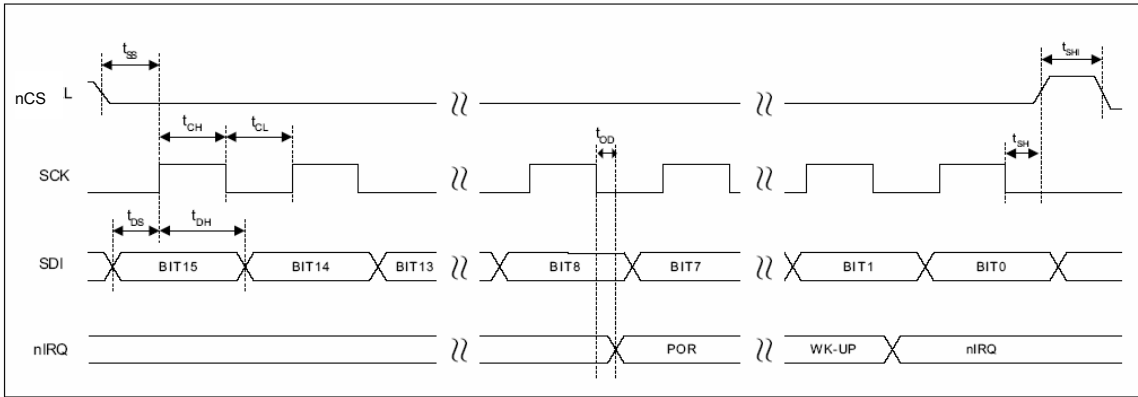 tSS
tSHI
nCS L
tCH tCL tOD tSH
SCK
tDS tDH
SDI BIT15 BIT14 BIT13 BIT8 BIT7 BIT1 BIT0
nIRQ POR WK-UP nIRQ